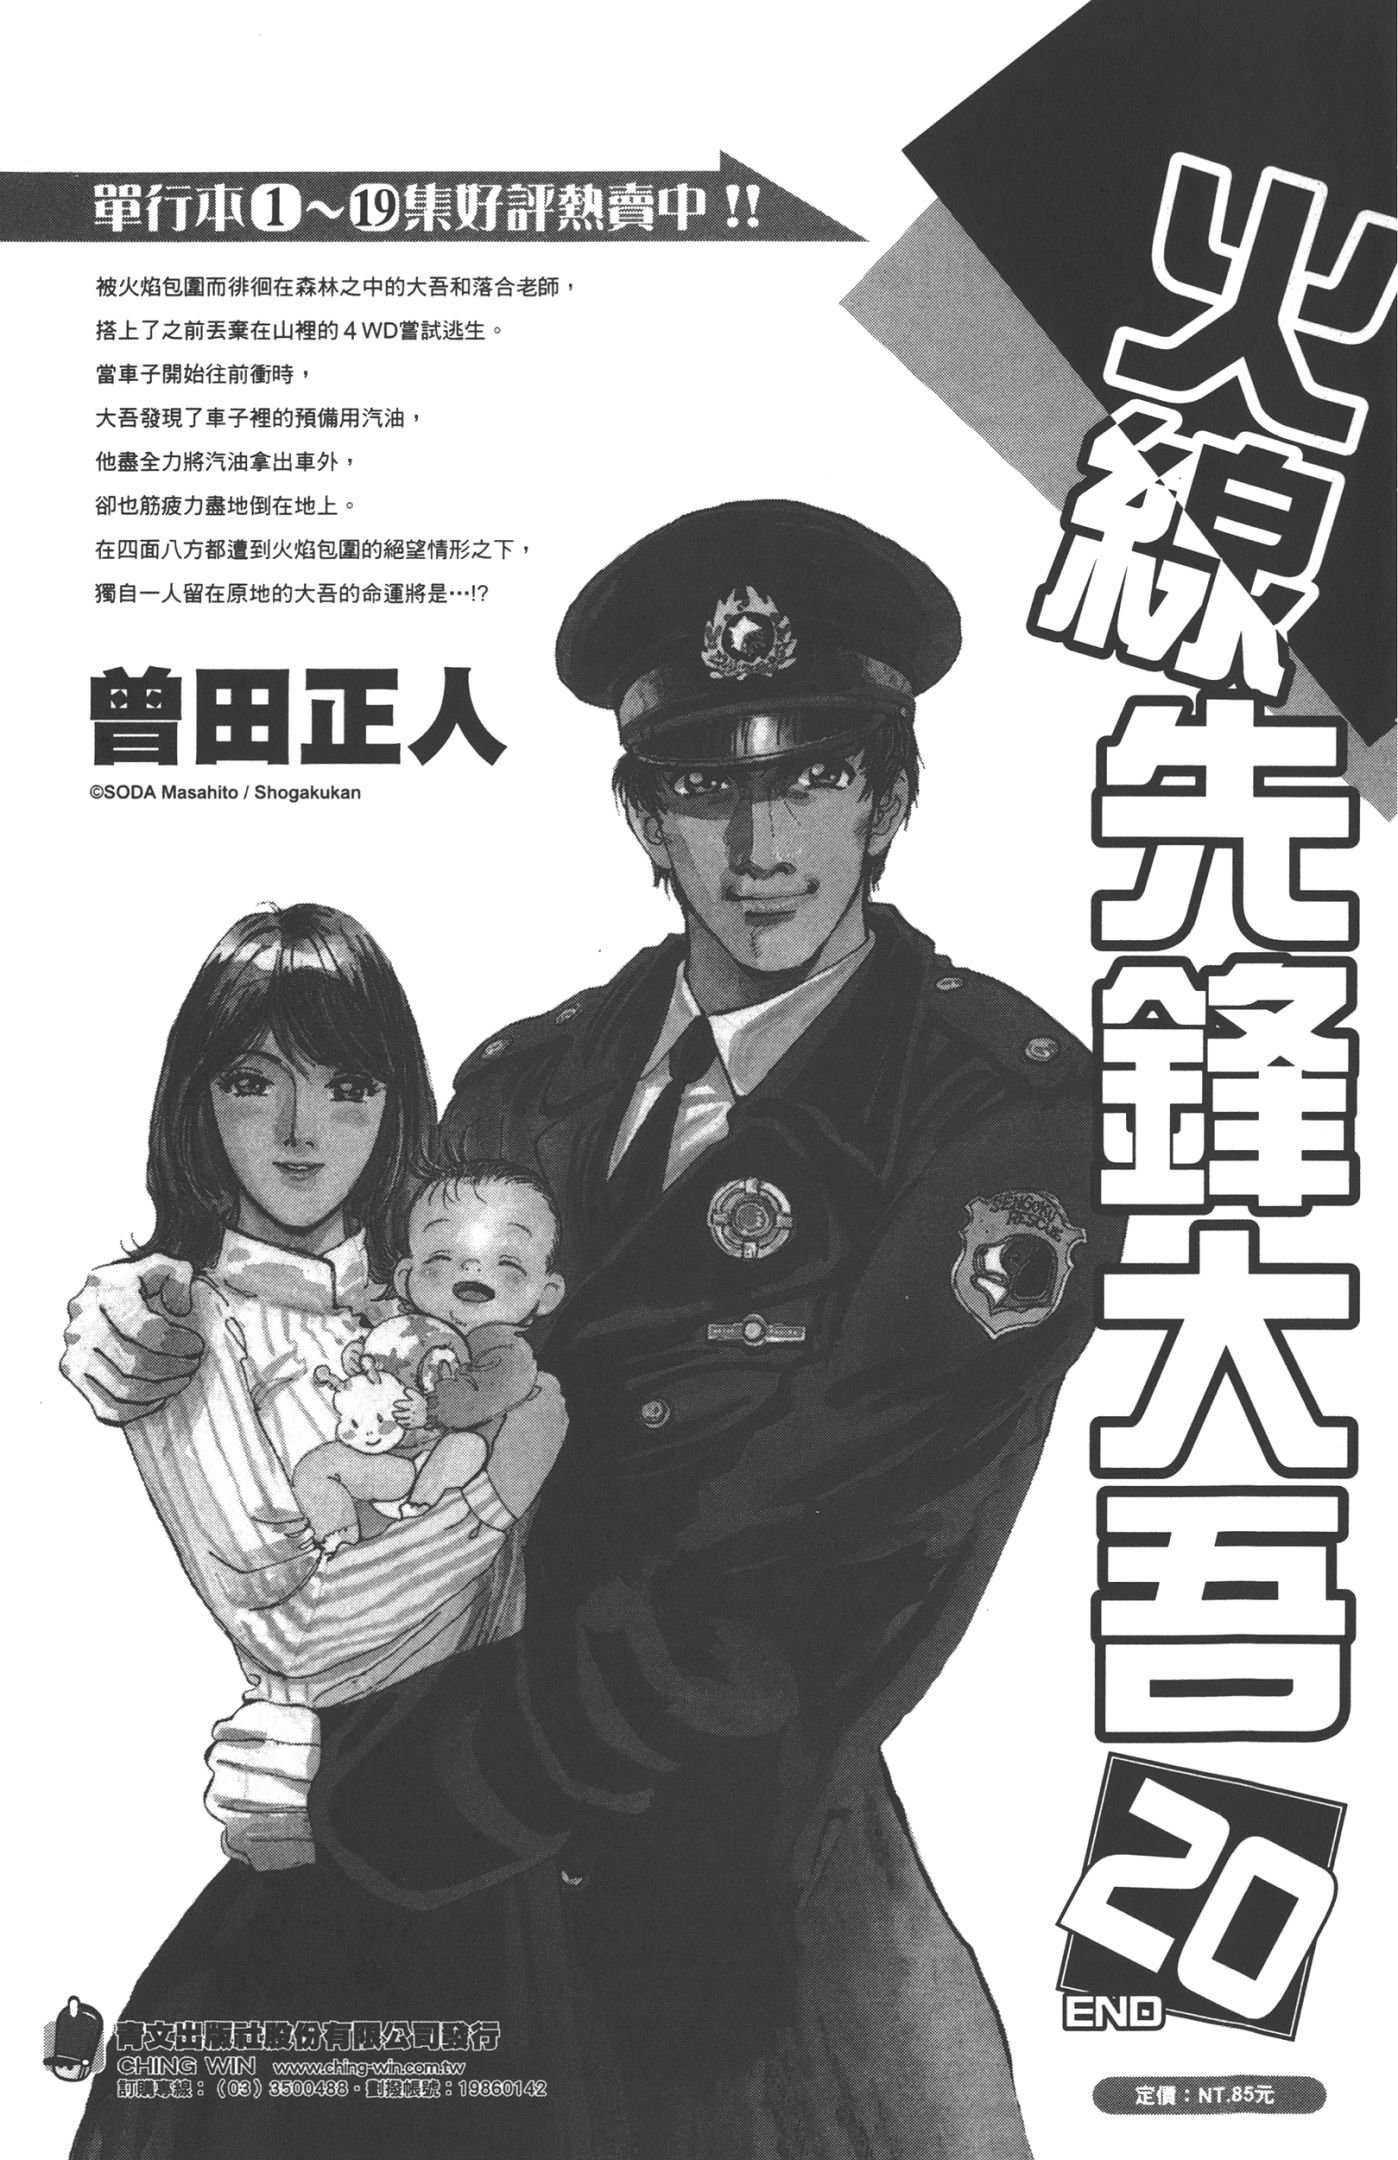 單行本1～19集好評熱賣中!!
被火焰包圍而徘徊在森林之中的大吾和落合老師，
搭上了之前丟棄在山裡的4WD嘗試逃生。
當車子開始往前衝時，
大吾發現了車子裡的預備用汽油，
他盡全力將汽油拿出車外，
卻也筋疲力盡地倒在地上。
在四面八方都遭到火焰包圍的絕望情形之下，
獨自一人留在原地的大吾的命運將是…!?
曾田正人
©SODA Masahito / Shogakukan
火線先鋒大吾
20
END
SENGOKU
RESCUE
定價：NT.85元
青文出版社股份有限公司發行
CHING WIN www.ching-win.com.tw
訂購專線：（03）3500488·劃撥帳號：19860142